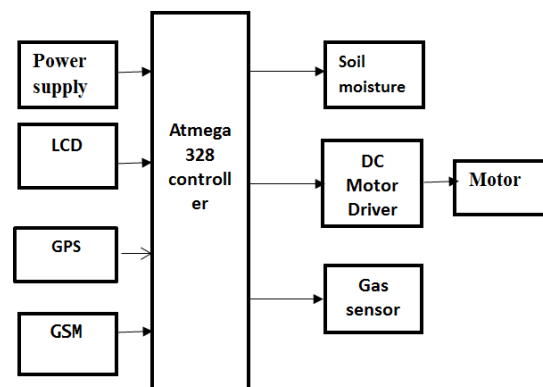 Power
supply
LCD
GPS
GSM
Atmega
328
controll
er
Soil
moisture
DC
Motor
Driver
Motor
Gas
sensor